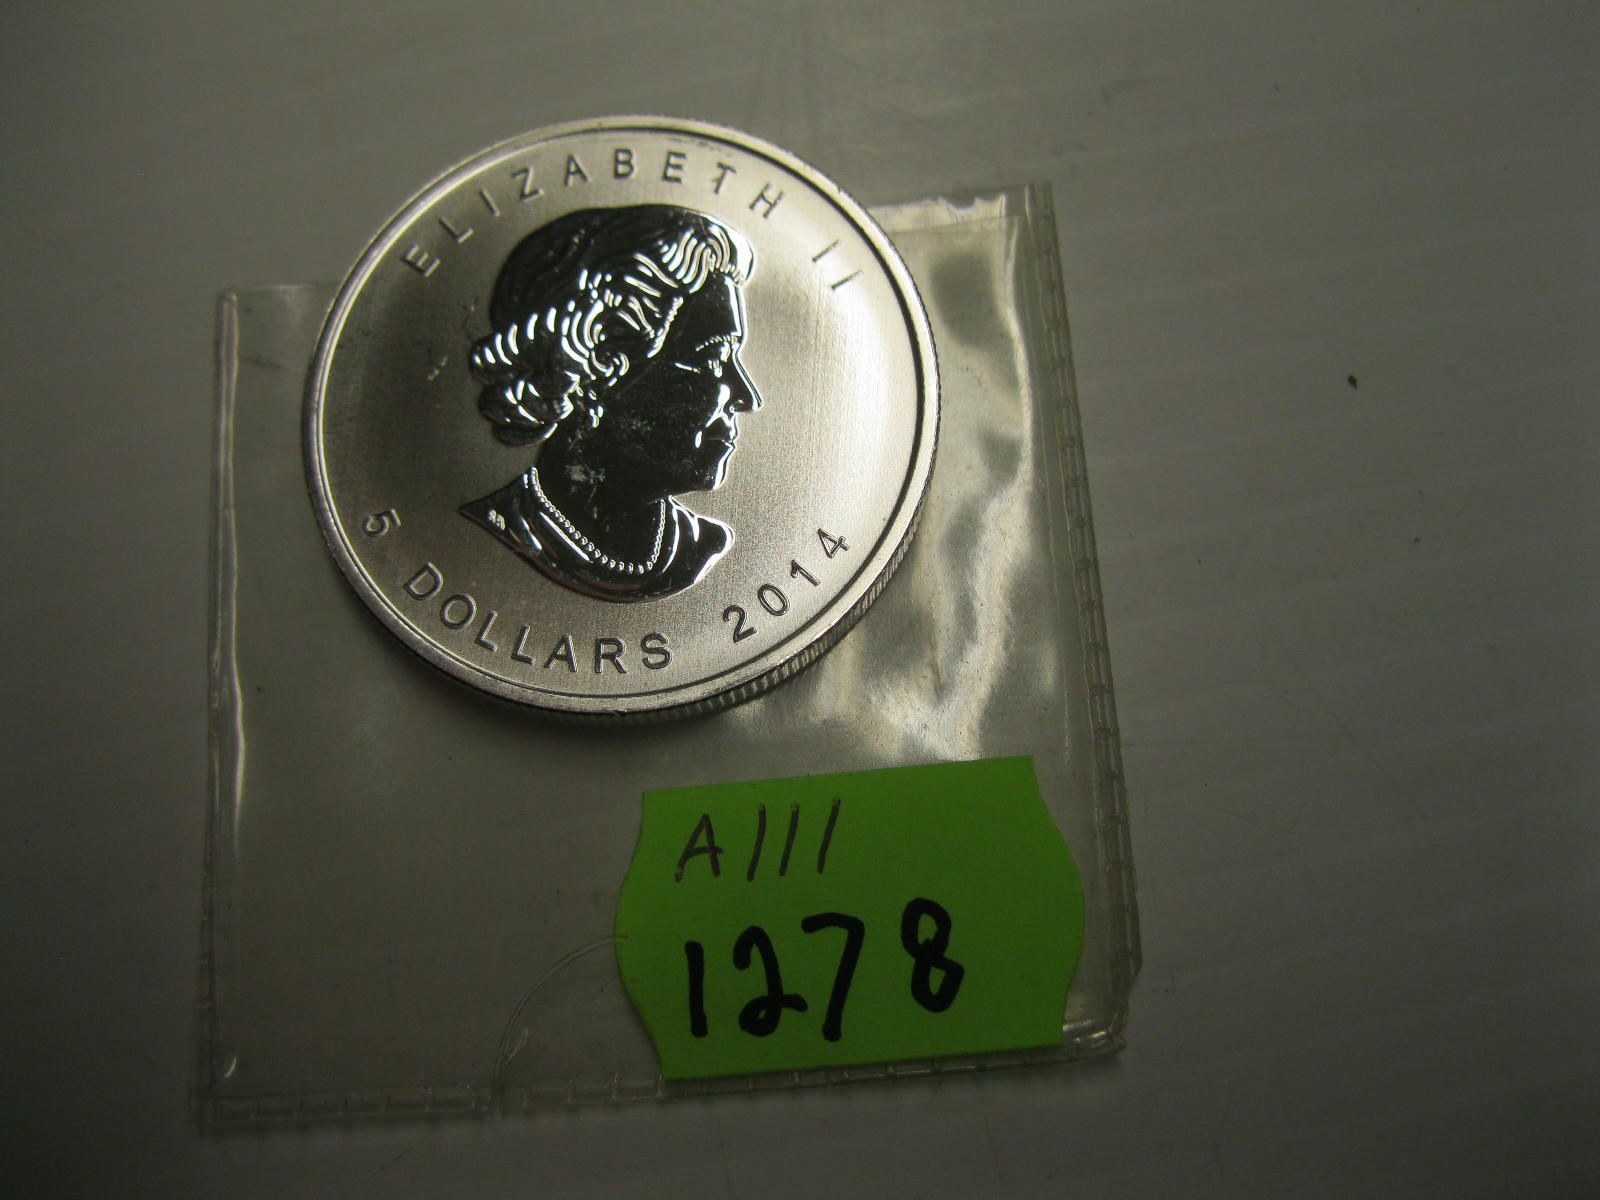 ELIZABETH II
5 DOLLARS 2014
A111
1278